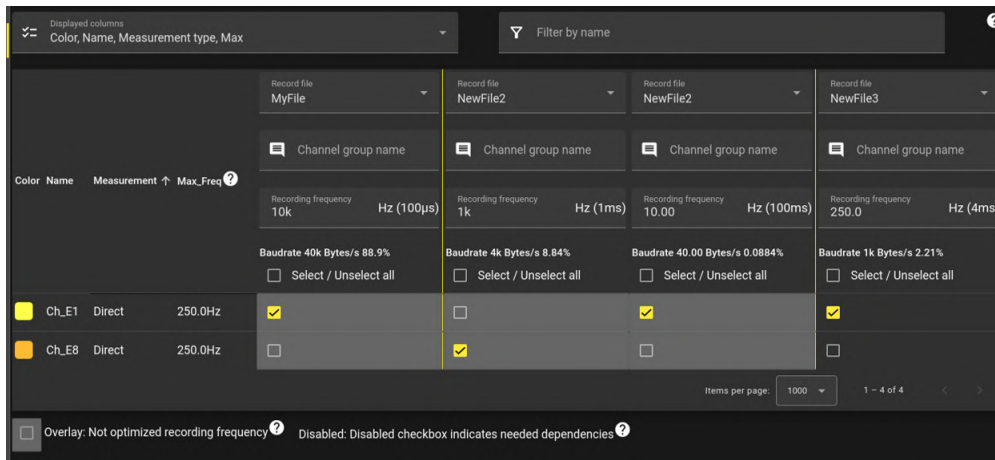 Displayed columns
Color, Name, Measurement type, Max
Filter by name
?
Record file
MyFile
Record file
NewFile2
Record file
NewFile2
Record file
NewFile3
Channel group name
Channel group name
Channel group name
Channel group name
Color Name Measurement ↑ Max_Freq ?
Recording frequency
10k Hz (100µs)
Recording frequency
1k Hz (1ms)
Recording frequency
10.00 Hz (100ms)
Recording frequency
250.0 Hz (4ms
Baudrate 40k Bytes/s 88.9%
Baudrate 4k Bytes/s 8.84%
Baudrate 40.00 Bytes/s 0.0884%
Baudrate 1k Bytes/s 2.21%
Select / Unselect all
Select / Unselect all
Select / Unselect all
Select / Unselect all
Ch_E1 Direct 250.0Hz
Ch_E8 Direct 250.0Hz
Items per page: 1000 1 – 4 of 4
Overlay: Not optimized recording frequency ?
Disabled: Disabled checkbox indicates needed dependencies ?